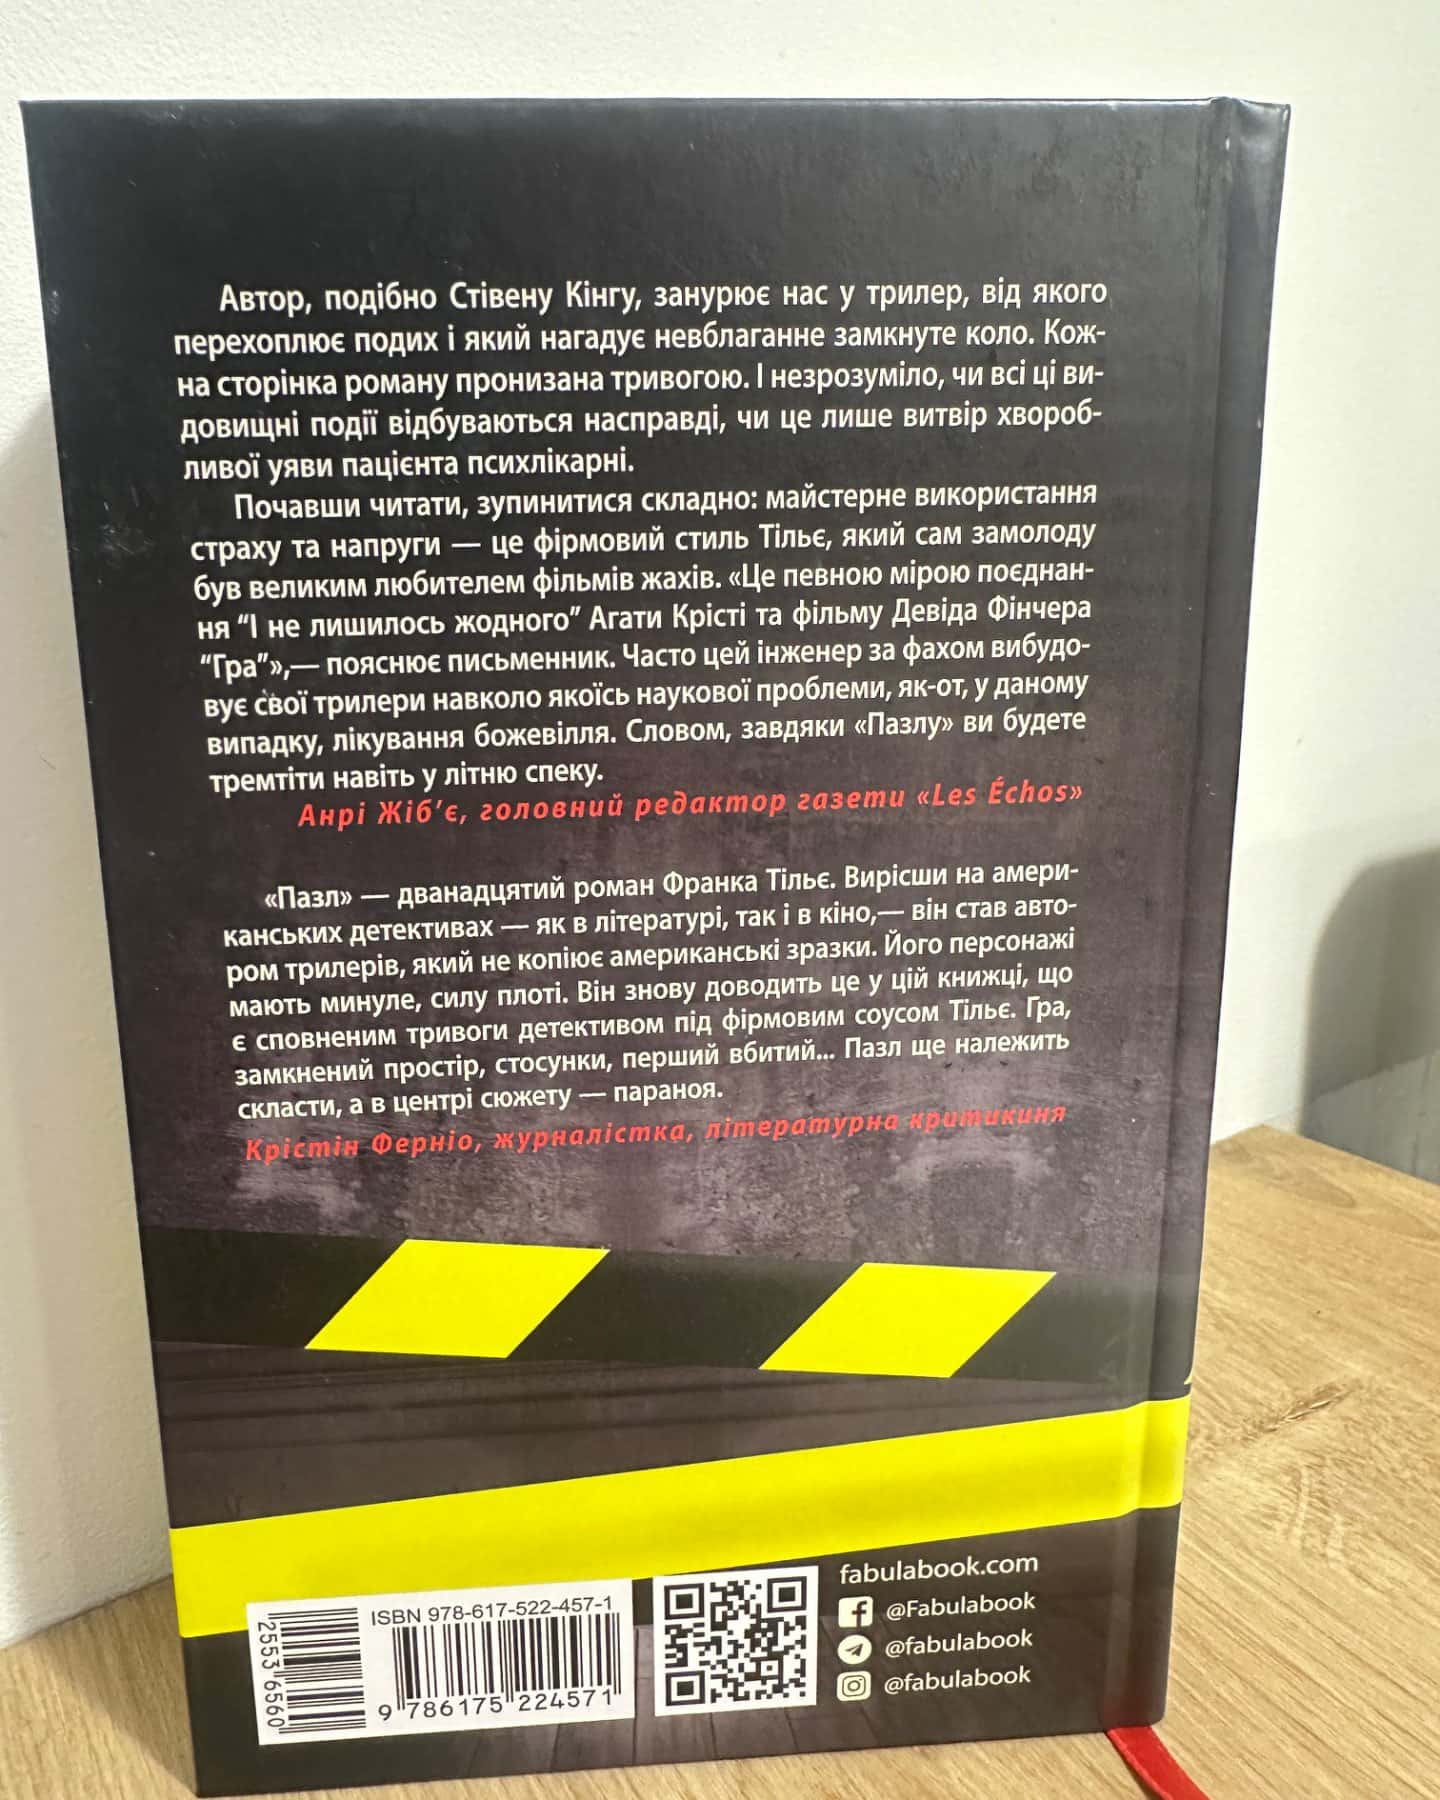 Автор, подібно Стівену Кінгу, занурює нас у трилер, від якого
перехоплює подих і який нагадує невблаганне замкнуте коло. Кож-
на сторінка роману пронизана тривогою. І незрозуміло, чи всі ці ви-
довищні події відбуваються насправді, чи це лише витвір хвороб-
ливої уяви пацієнта психлікарні.
Почавши читати, зупинитися складно: майстерне використання
страху та напруги — це фірмовий стиль Тільє, який сам замолоду
був великим любителем фільмів жахів. «Це певною мірою поєднан-
ня “І не лишилось жодного” Агати Крісті та фільму Девіда Фінчера
“Гра”»,— пояснює письменник. Часто цей інженер за фахом вибудо-
вує свої трилери навколо якоїсь наукової проблеми, як-от, у даному
випадку, лікування божевілля. Словом, завдяки «Пазлу» ви будете
тремтіти навіть у літню спеку.
Анрі Жіб’є, головний редактор газети «Les Échos»
«Пазл» — дванадцятий роман Франка Тільє. Вирісши на амери-
канських детективах — як в літературі, так і в кіно,— він став авто-
ром трилерів, який не копіює американські зразки. Його персонажі
мають минуле, силу плоті. Він знову доводить це у цій книжці, що
є сповненим тривоги детективом під фірмовим соусом Тільє. Гра,
замкнений простір, стосунки, перший вбитий... Пазл ще належить
скласти, а в центрі сюжету — параноя.
Крістін Ферніо, журналістка, літературна критикиня
fabulabook.com
@Fabulabook
@fabulabook
@fabulabook
ISBN 978-617-522-457-1
9 786175 224571
2553 6560